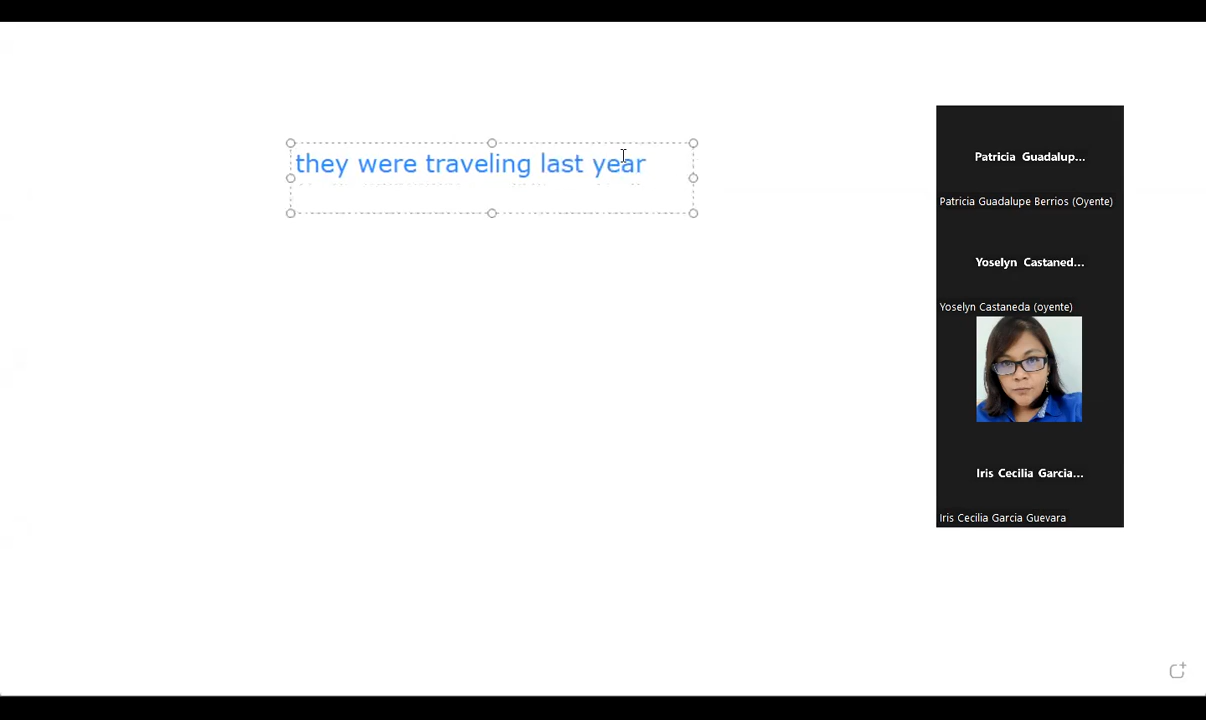 they were traveling last year
Patricia Guadalup...
Patricia Guadalupe Berrios (Oyente)
Yoselyn Castaned...
Yoselyn Castaneda (oyente)
Iris Cecilia Garcia...
Iris Cecilia Garcia Guevara